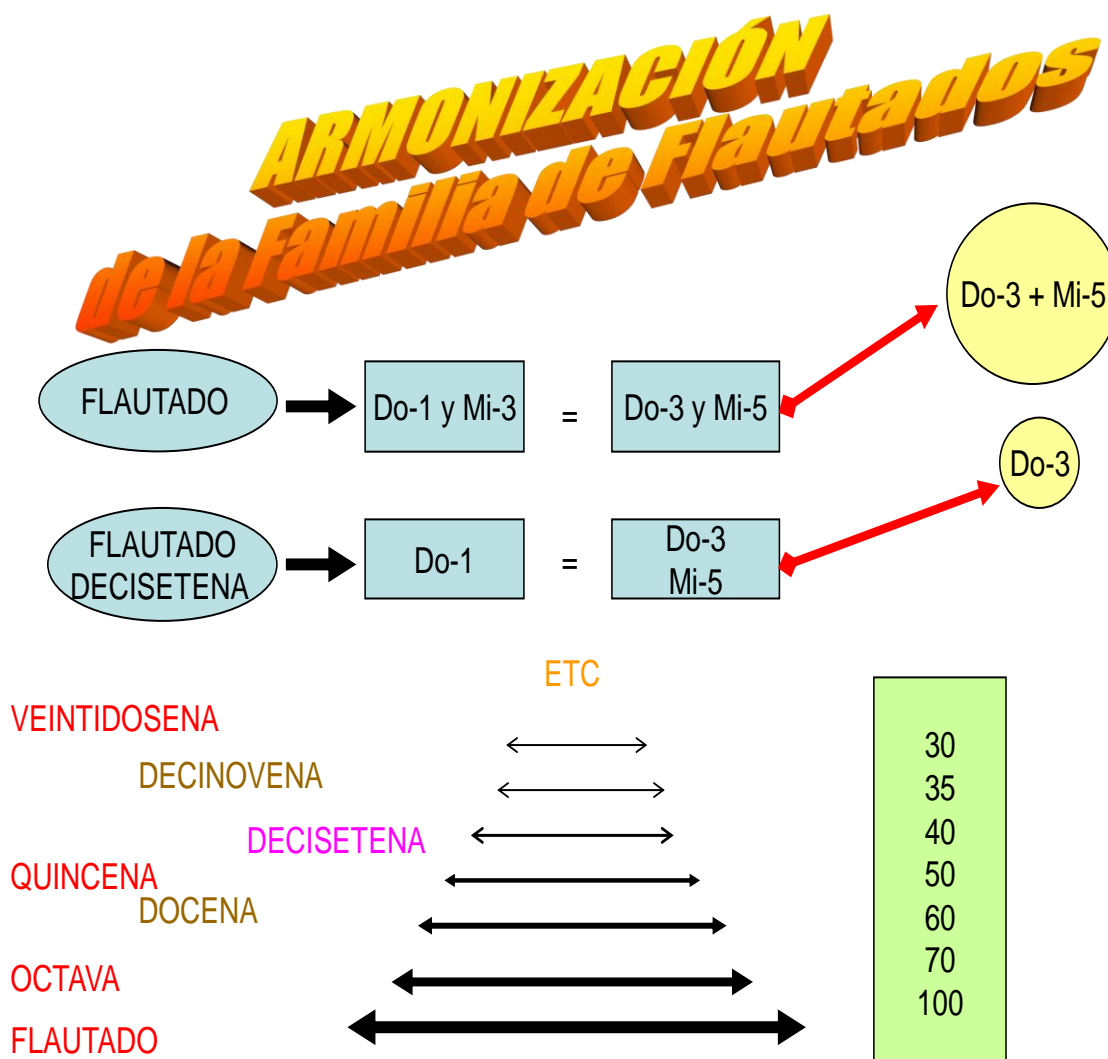 ARMONIZACIÓN
de la Familia de Flautados
Do-3 + Mi-5
FLAUTADO
Do-1 y Mi-3
=
Do-3 y Mi-5
Do-3
FLAUTADO
DECISETENA
Do-1
=
Do-3
Mi-5
ETC
VEINTIDOSENA
30
DECINOVENA
35
DECISETENA
40
QUINCENA
50
DOCENA
60
OCTAVA
70
FLAUTADO
100